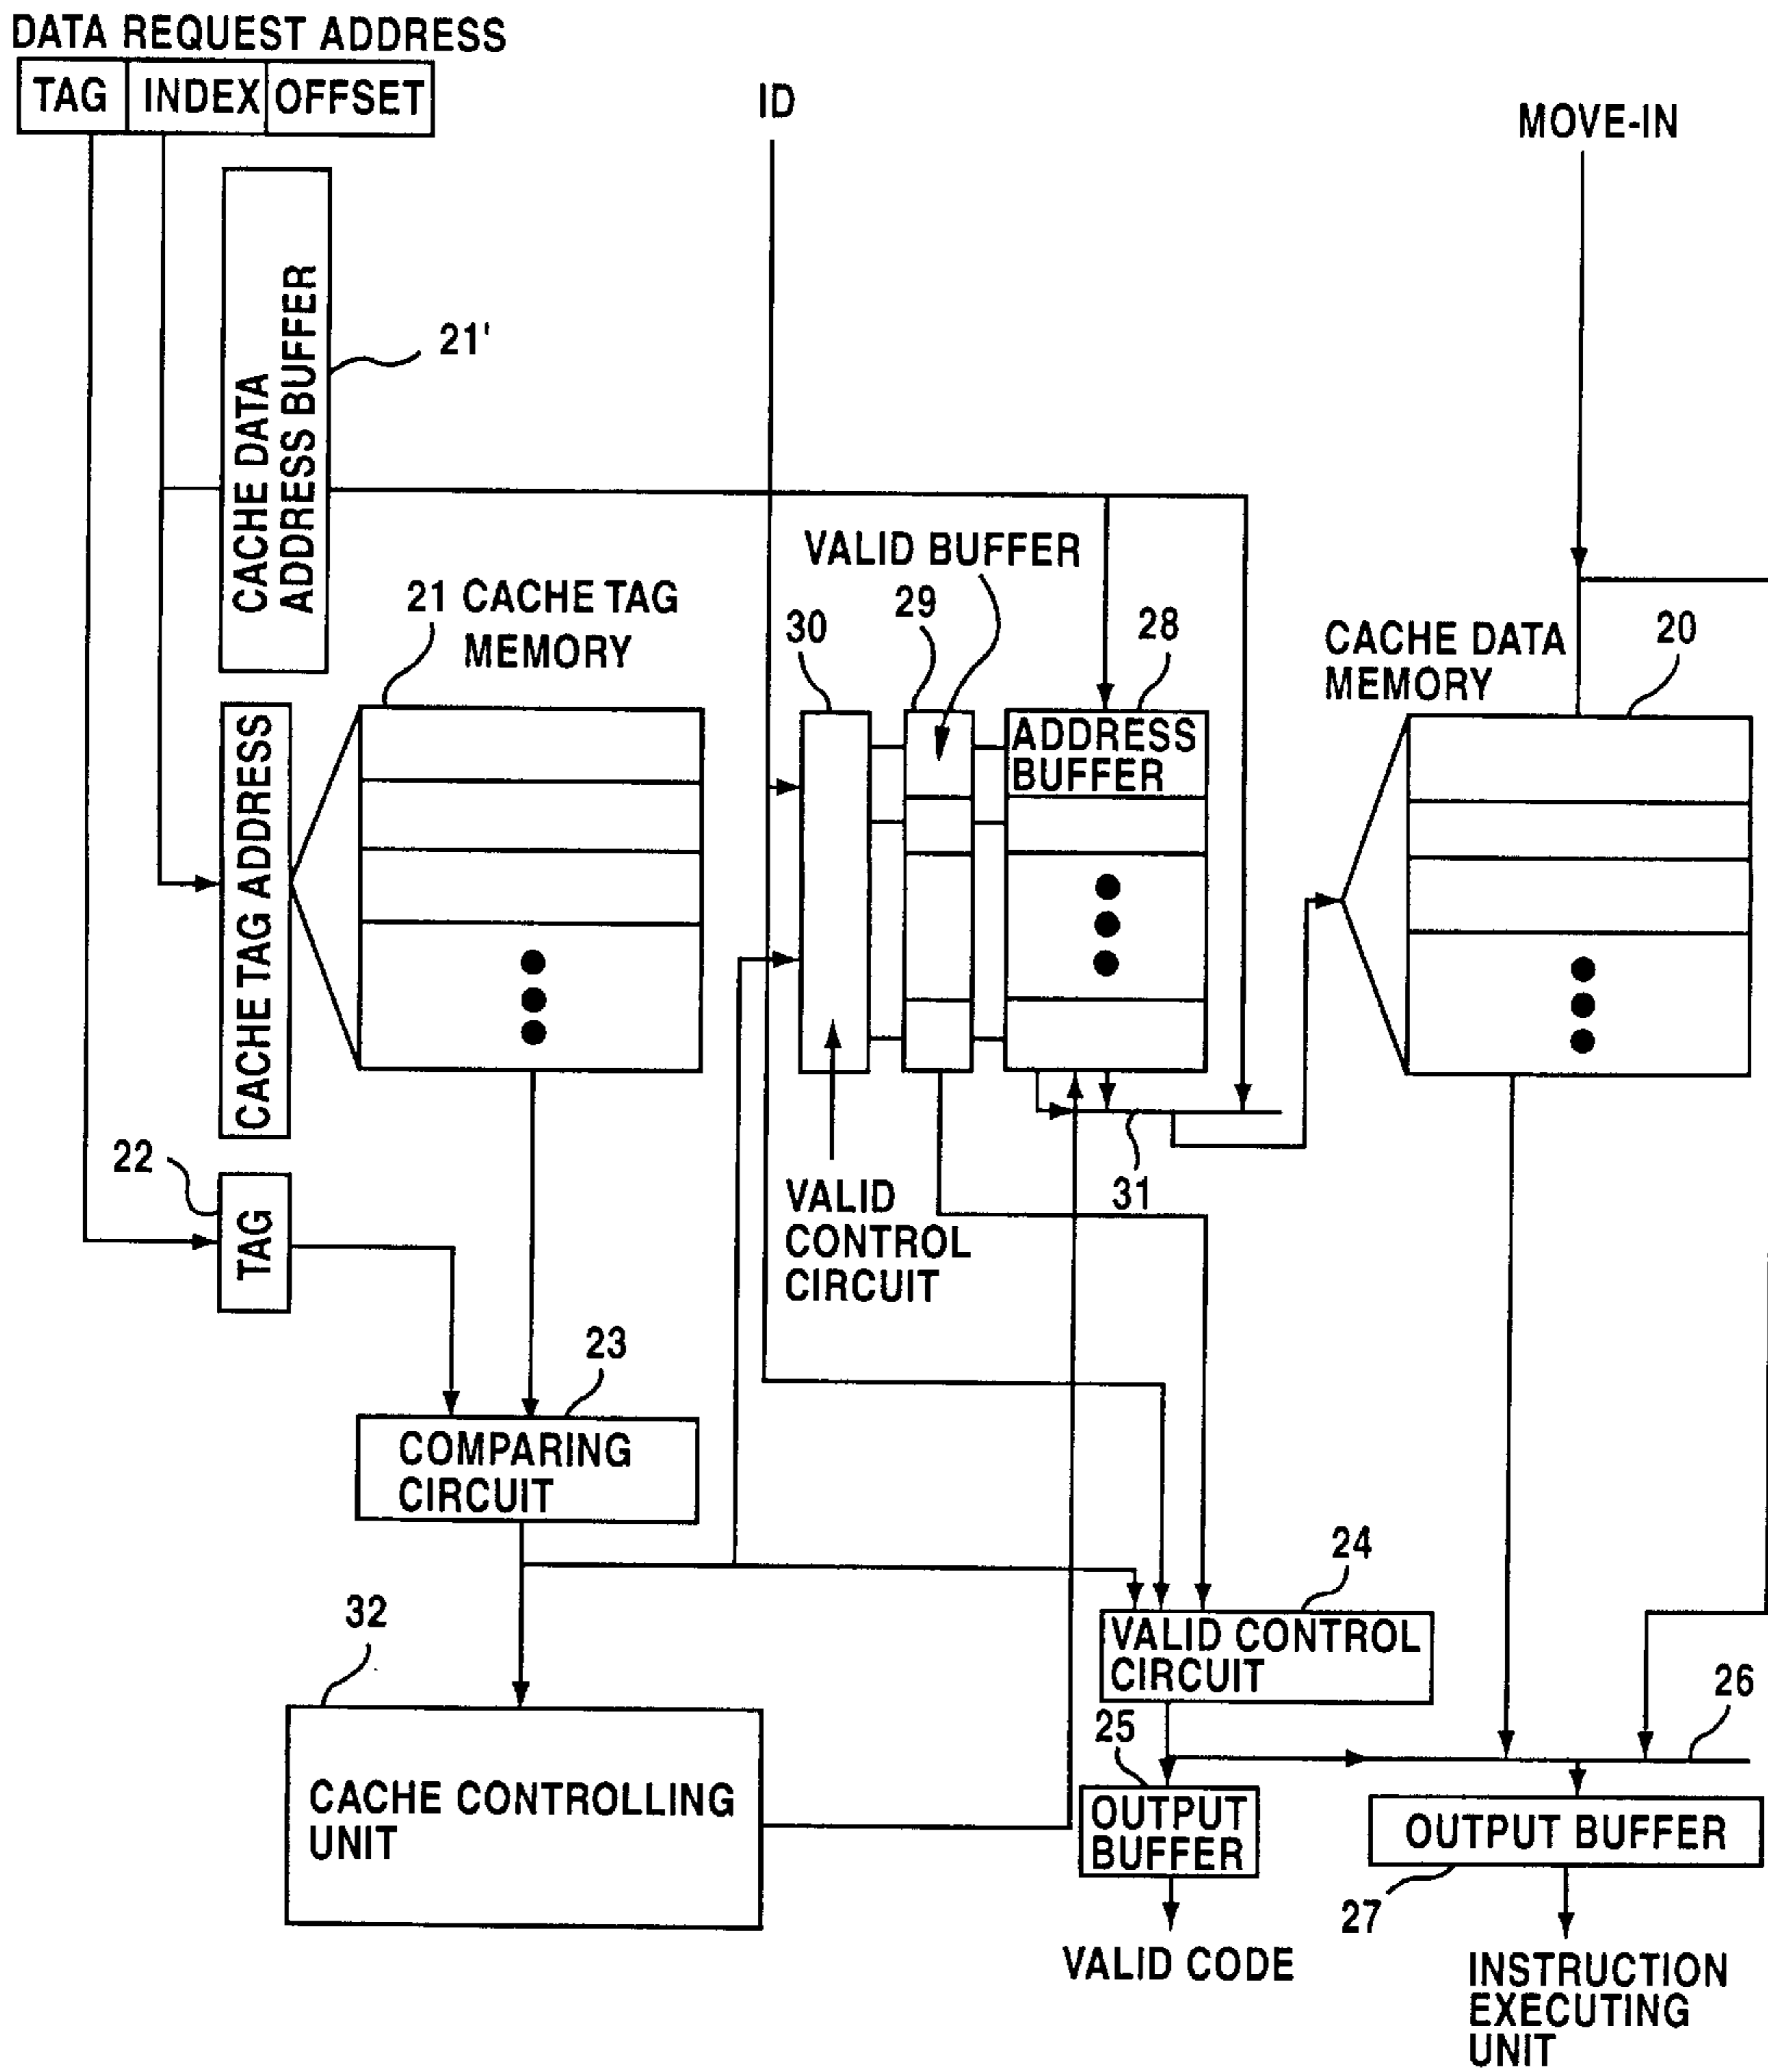 DATA REQUEST ADDRESS
TAG INDEX OFFSET
ID
MOVE-IN
CACHE DATA
ADDRESS BUFFER
21'
VALID BUFFER
21 CACHE TAG
MEMORY
30
29
28
CACHE DATA
MEMORY
20
CACHE TAG ADDRESS
ADDRESS
BUFFER
22
TAG
VALID
CONTROL
CIRCUIT
31
23
COMPARING
CIRCUIT
24
VALID CONTROL
CIRCUIT
32
CACHE CONTROLLING
UNIT
25
26
OUTPUT
BUFFER
OUTPUT BUFFER
27
VALID CODE
INSTRUCTION
EXECUTING
UNIT